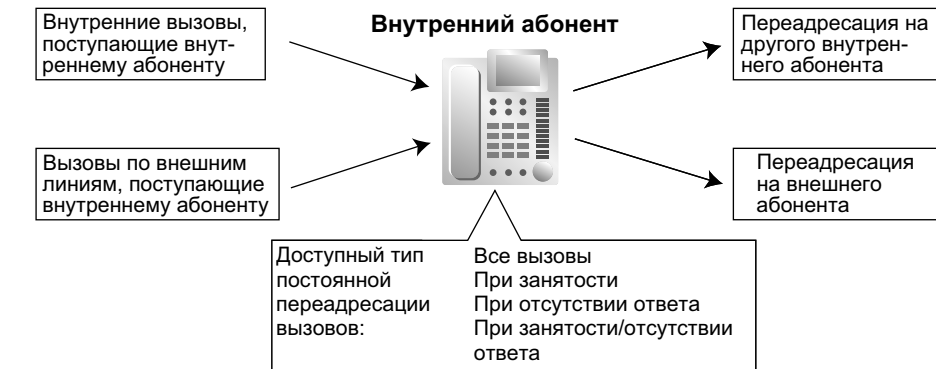 Внутренний абонент
Внутренние вызовы,
поступающие внут-
реннему абоненту
Переадресация на
другого внутрен-
него абонента
Вызовы по внешним
линиям, поступающие
внутреннему абоненту
Переадресация
на внешнего
абонента
Доступный тип
постоянной
переадресации
вызовов:
Все вызовы
При занятости
При отсутствии ответа
При занятости/отсутствии
ответа